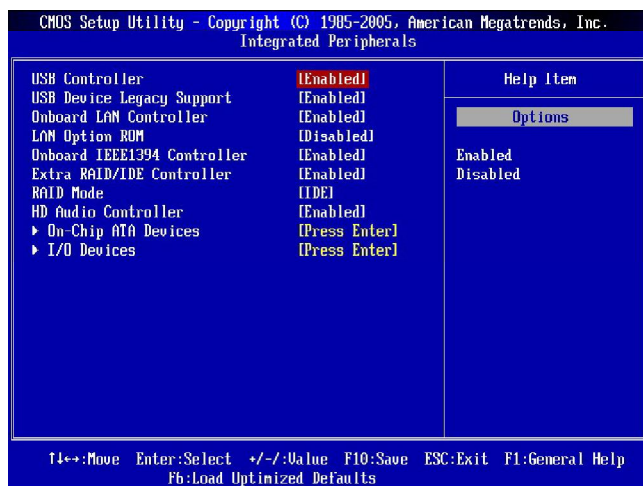 CMOS Setup Utility - Copyright (C) 1985-2005, American Megatrends, Inc.
Integrated Peripherals
USB Controller [Enabled]
USB Device Legacy Support [Enabled]
Onboard LAN Controller [Enabled]
LAN Option ROM [Disabled]
Onboard IEEE1394 Controller [Enabled]
Extra RAID/IDE Controller [Enabled]
RAID Mode [IDE]
HD Audio Controller [Enabled]
▶ On-Chip ATA Devices [Press Enter]
▶ I/O Devices [Press Enter]
Help Item
Options
Enabled
Disabled
↑↓←→:Move Enter:Select +/-/:Value F10:Save ESC:Exit F1:General Help
F6:Load Optimized Defaults